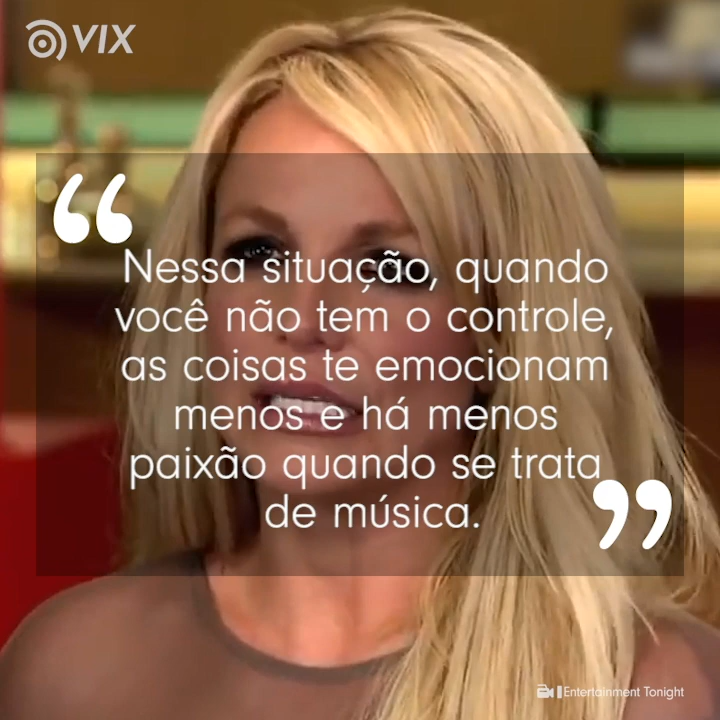 VIX
“
Nessa situação, quando
você não tem o controle,
as coisas te emocionam
menos e há menos
paixão quando se trata
de música.
”
Entertainment Tonight